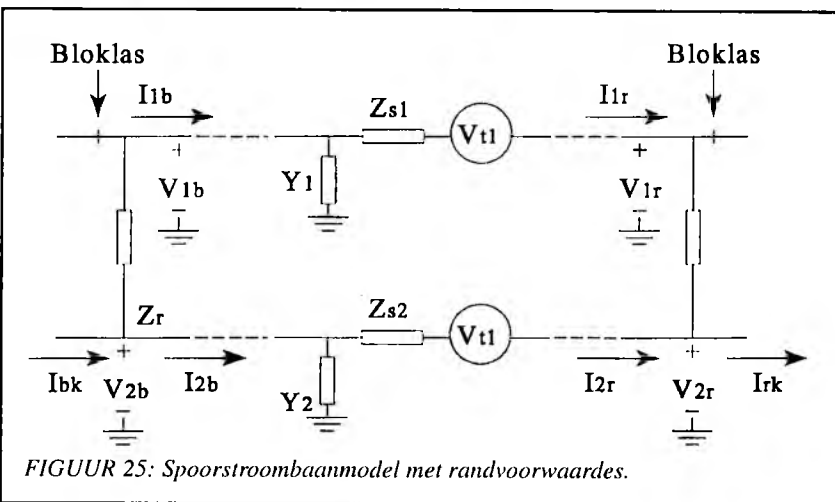 Bloklas Bloklas
I1b I1r
Zs1
Vt1
Y1
+ +
V1b V1r
– –
Zr
Zs2
Vt1
+ +
Ibk V2b I2b Y2 I2r V2r Irk
– –
FIGUUR 25: Spoorstroombaanmodel met randvoorwaardes.